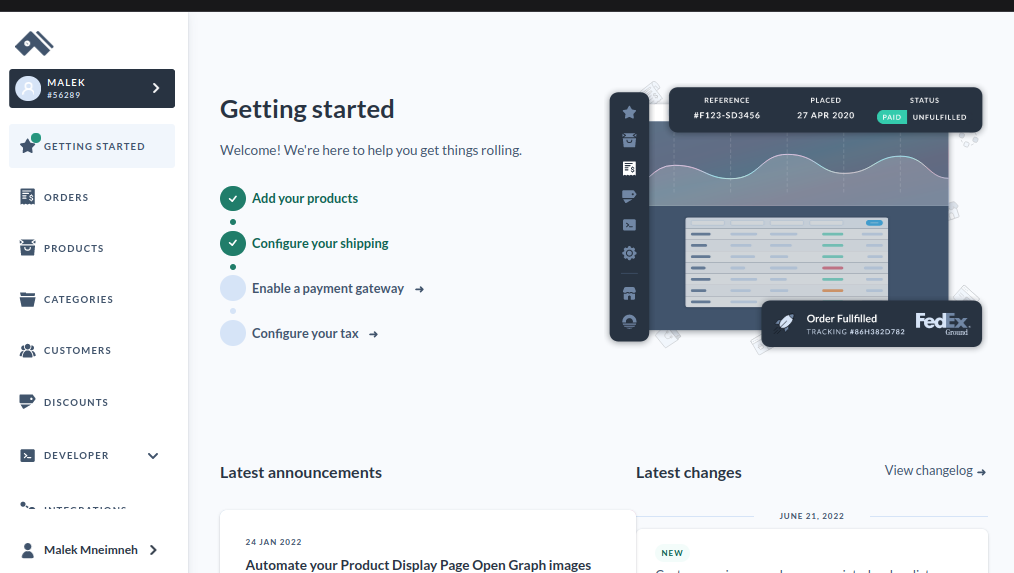 MALEK
#56289
GETTING STARTED
ORDERS
PRODUCTS
CATEGORIES
CUSTOMERS
DISCOUNTS
DEVELOPER
INTEGRATIONS
Malek Mneimneh
Getting started
Welcome! We're here to help you get things rolling.
Add your products
Configure your shipping
Enable a payment gateway →
Configure your tax →
REFERENCE PLACED STATUS
#F123-SD3456 27 APR 2020 PAID UNFULFILLED
Order Fullfilled
TRACKING #86H382D782
FedEx.
Ground
Latest announcements
24 JAN 2022
Automate your Product Display Page Open Graph images
Latest changes
View changelog →
JUNE 21, 2022
NEW